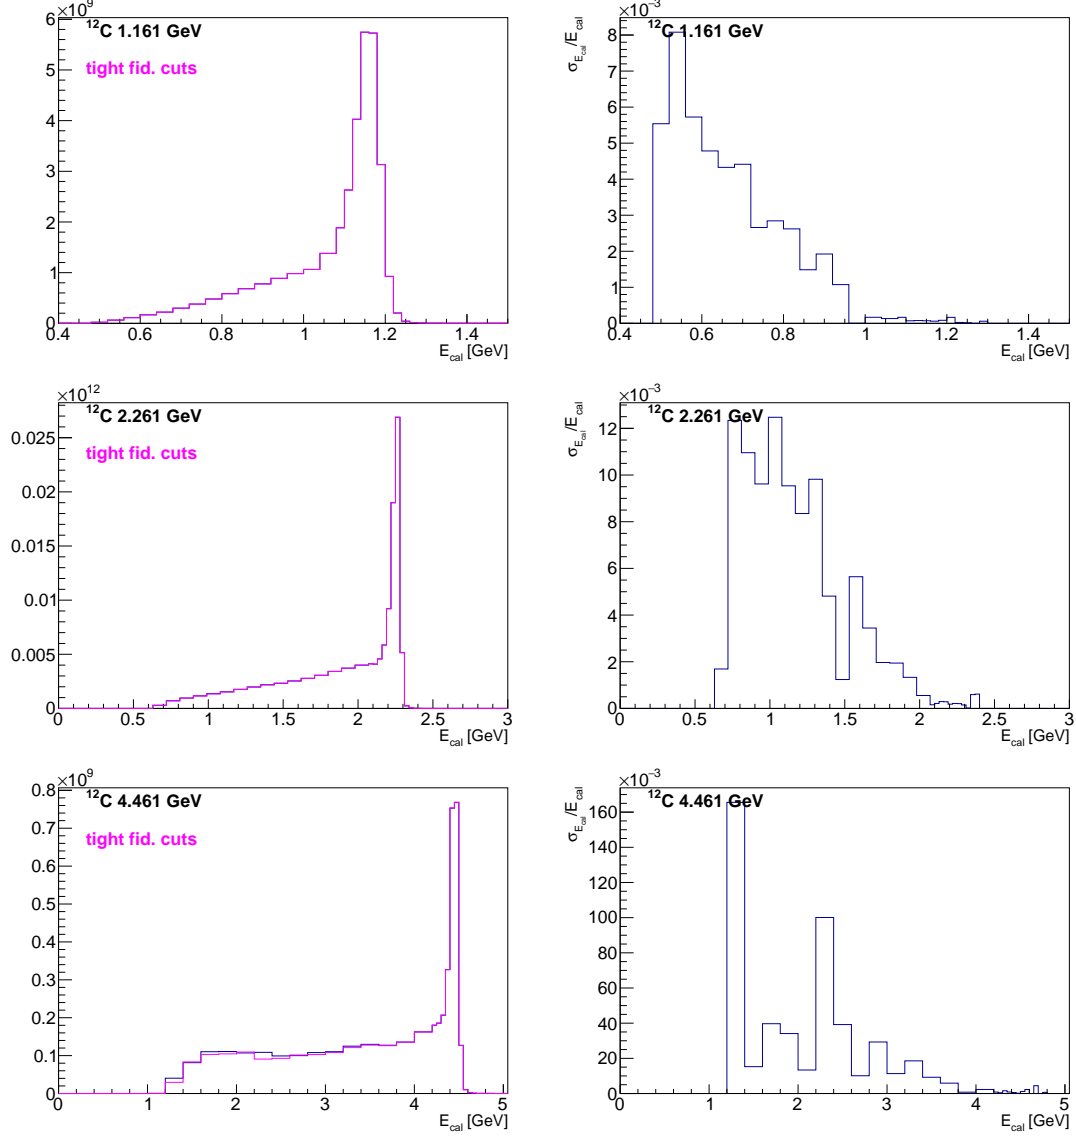 ×10⁹
¹²C 1.161 GeV
tight fid. cuts
6
5
4
3
2
1
0
0.4 0.6 0.8 1 1.2 1.4
E_cal [GeV]
×10⁻³
¹²C 1.161 GeV
σ_E_cal/E_cal
8
7
6
5
4
3
2
1
0
0.4 0.6 0.8 1 1.2 1.4
E_cal [GeV]
×10¹²
¹²C 2.261 GeV
tight fid. cuts
0.025
0.02
0.015
0.01
0.005
0
0 0.5 1 1.5 2 2.5 3
E_cal [GeV]
×10⁻³
¹²C 2.261 GeV
σ_E_cal/E_cal
12
10
8
6
4
2
0
0 0.5 1 1.5 2 2.5 3
E_cal [GeV]
×10⁹
¹²C 4.461 GeV
tight fid. cuts
0.8
0.7
0.6
0.5
0.4
0.3
0.2
0.1
0
0 1 2 3 4 5
E_cal [GeV]
×10⁻³
¹²C 4.461 GeV
σ_E_cal/E_cal
160
140
120
100
80
60
40
20
0
0 1 2 3 4 5
E_cal [GeV]